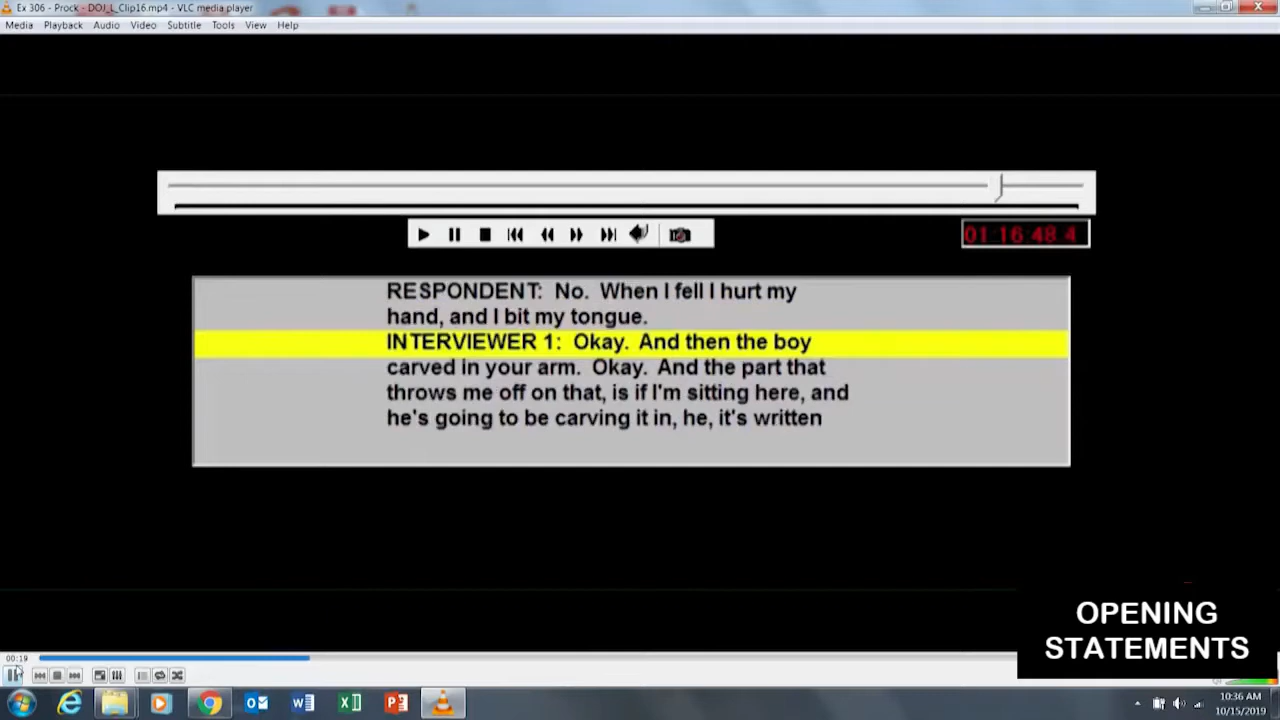 Ex 306 - Prock - DOJ_L_Clip16.mp4 - VLC media player
Media Playback Audio Video Subtitle Tools View Help
01:16:48.4
RESPONDENT: No. When I fell I hurt my
hand, and I bit my tongue.
INTERVIEWER 1: Okay. And then the boy
carved in your arm. Okay. And the part that
throws me off on that, is if I'm sitting here, and
he's going to be carving it in, he, it's written
OPENING
STATEMENTS
00:19
10:36 AM
10/15/2019